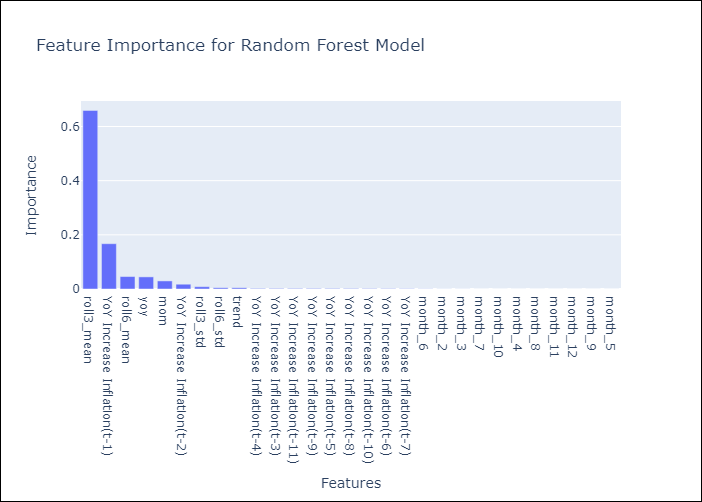 Feature Importance for Random Forest Model
Importance
0.6
0.4
0.2
0
roll3_mean
YoY Increase Inflation(t-1)
roll6_mean
yoy
mom
YoY Increase Inflation(t-2)
roll3_std
roll6_std
trend
YoY Increase Inflation(t-4)
YoY Increase Inflation(t-3)
YoY Increase Inflation(t-11)
YoY Increase Inflation(t-9)
YoY Increase Inflation(t-5)
YoY Increase Inflation(t-8)
YoY Increase Inflation(t-10)
YoY Increase Inflation(t-6)
YoY Increase Inflation(t-7)
month_6
month_2
month_3
month_7
month_10
month_4
month_8
month_11
month_12
month_9
month_5
Features